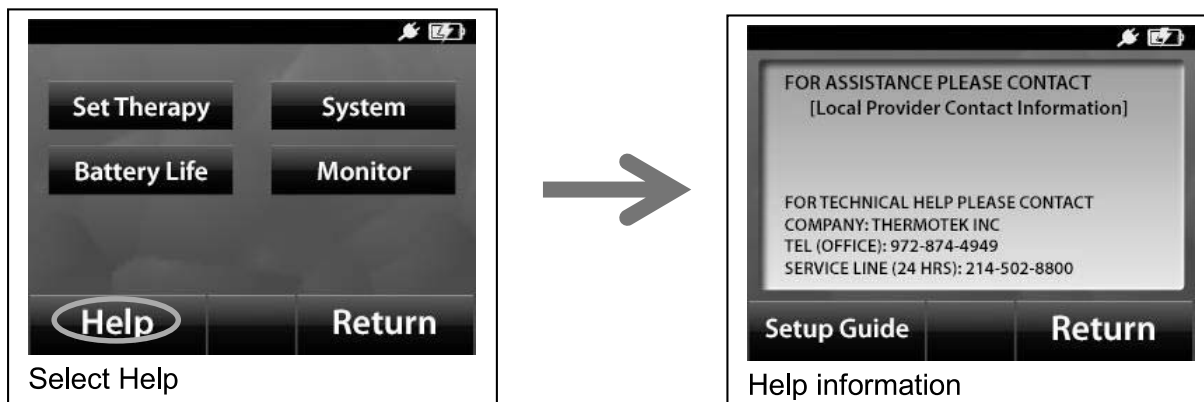 Set Therapy
System
Battery Life
Monitor
Help
Return
Select Help
FOR ASSISTANCE PLEASE CONTACT
[Local Provider Contact Information]
FOR TECHNICAL HELP PLEASE CONTACT
COMPANY: THERMOTEK INC
TEL (OFFICE): 972-874-4949
SERVICE LINE (24 HRS): 214-502-8800
Setup Guide
Return
Help information